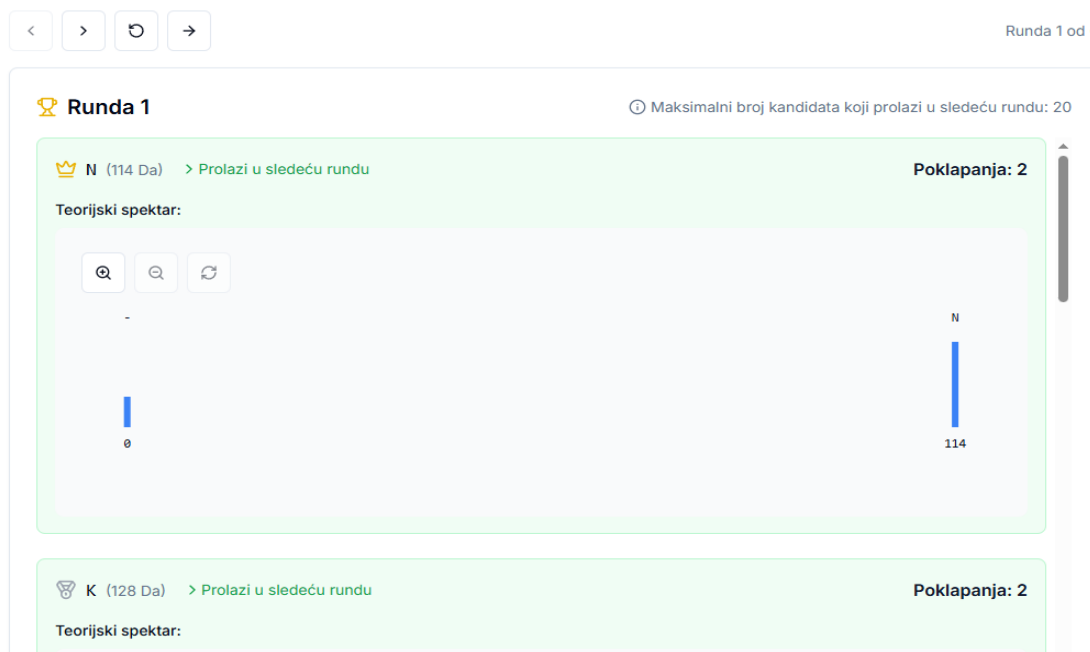 Runda 1 od
Runda 1
Maksimalni broj kandidata koji prolazi u sledeću rundu: 20
N (114 Da) > Prolazi u sledeću rundu Poklapanja: 2
Teorijski spektar:
- N
0 114
K (128 Da) > Prolazi u sledeću rundu Poklapanja: 2
Teorijski spektar: